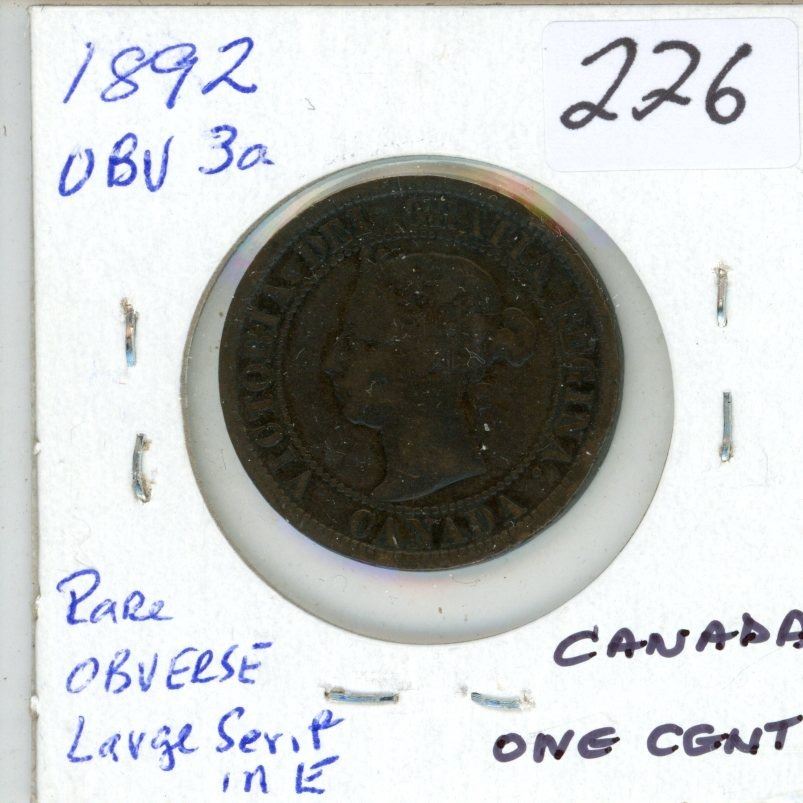 1892
OBV 3a
226
VICTORIA DEI GRATIA REGINA.
CANADA
Rare
OBVERSE
Large Serif
in E
CANADA
ONE CENT